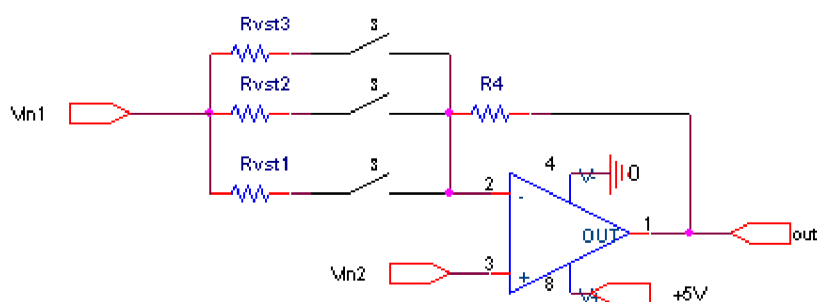 Rvst3
s
Rvst2
s
R4
Vin1
Rvst1
s
4
V-
0
2
-
OUT
1
out
Vin2
3
+
8
V+
+5V